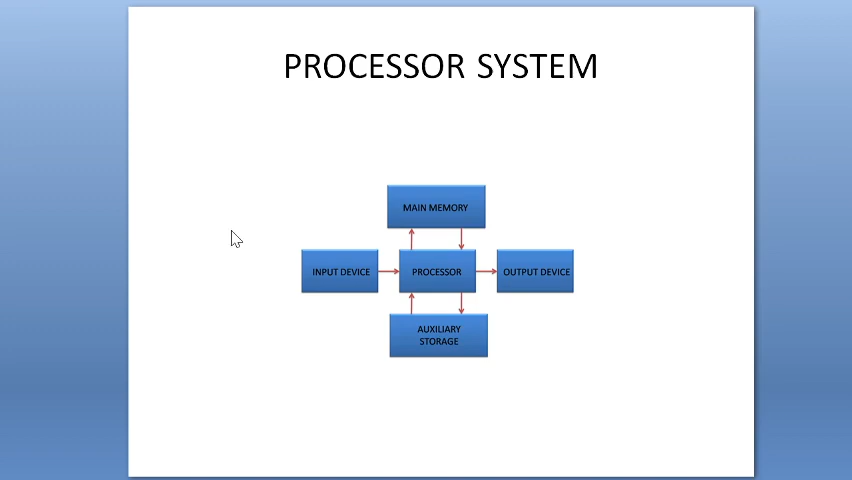 PROCESSOR SYSTEM
MAIN MEMORY
INPUT DEVICE
PROCESSOR
OUTPUT DEVICE
AUXILIARY
STORAGE